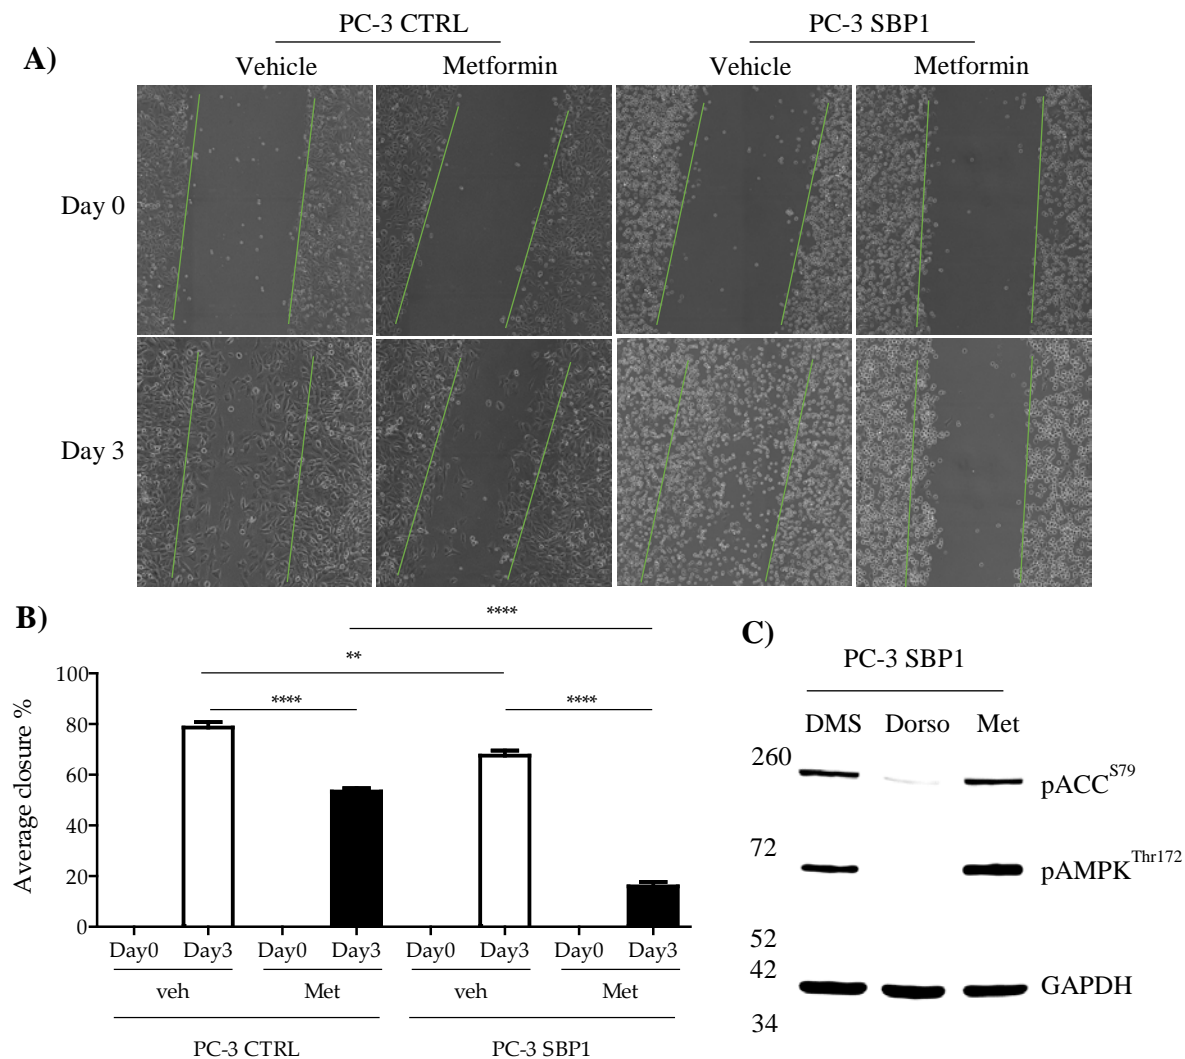 PC-3 CTRL PC-3 SBP1
A)
Vehicle Metformin Vehicle Metformin
Day 0
Day 3
B)
****
**
**** ****
100
80
60
40
20
0
Average closure %
Day0 Day3 Day0 Day3 Day0 Day3 Day0 Day3
veh Met veh Met
PC-3 CTRL PC-3 SBP1
C)
PC-3 SBP1
DMS Dorso Met
260
pACC^S79
72
pAMPK^Thr172
52
42
GAPDH
34